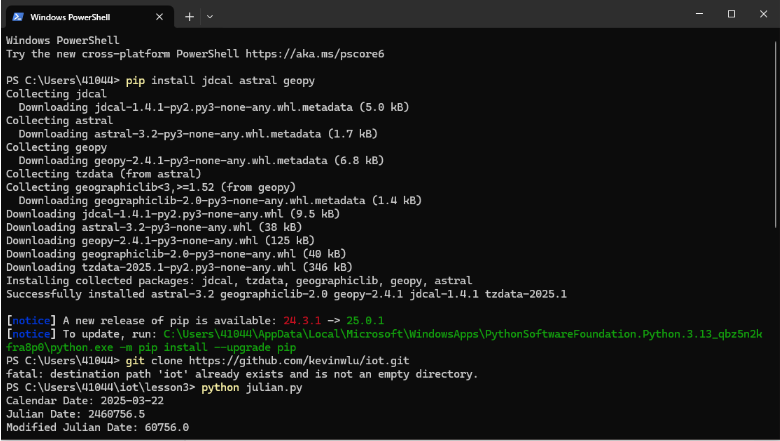 Windows PowerShell
Windows PowerShell
Try the new cross-platform PowerShell https://aka.ms/pscore6
PS C:\Users\41044> pip install jdcal astral geopy
Collecting jdcal
  Downloading jdcal-1.4.1-py2.py3-none-any.whl.metadata (5.0 kB)
Collecting astral
  Downloading astral-3.2-py3-none-any.whl.metadata (1.7 kB)
Collecting geopy
  Downloading geopy-2.4.1-py3-none-any.whl.metadata (6.8 kB)
Collecting tzdata (from astral)
Collecting geographiclib<3,>=1.52 (from geopy)
  Downloading geographiclib-2.0-py3-none-any.whl.metadata (1.4 kB)
Downloading jdcal-1.4.1-py2.py3-none-any.whl (9.5 kB)
Downloading astral-3.2-py3-none-any.whl (38 kB)
Downloading geopy-2.4.1-py3-none-any.whl (125 kB)
Downloading geographiclib-2.0-py3-none-any.whl (40 kB)
Downloading tzdata-2025.1-py2.py3-none-any.whl (346 kB)
Installing collected packages: jdcal, tzdata, geographiclib, geopy, astral
Successfully installed astral-3.2 geographiclib-2.0 geopy-2.4.1 jdcal-1.4.1 tzdata-2025.1
[notice] A new release of pip is available: 24.3.1 -> 25.0.1
[notice] To update, run: C:\Users\41044\AppData\Local\Microsoft\WindowsApps\PythonSoftwareFoundation.Python.3.13_qbz5n2k
fra8p0\python.exe -m pip install --upgrade pip
PS C:\Users\41044> git clone https://github.com/kevinwlu/iot.git
fatal: destination path 'iot' already exists and is not an empty directory.
PS C:\Users\41044\iot\lesson3> python julian.py
Calendar Date: 2025-03-22
Julian Date: 2460756.5
Modified Julian Date: 60756.0